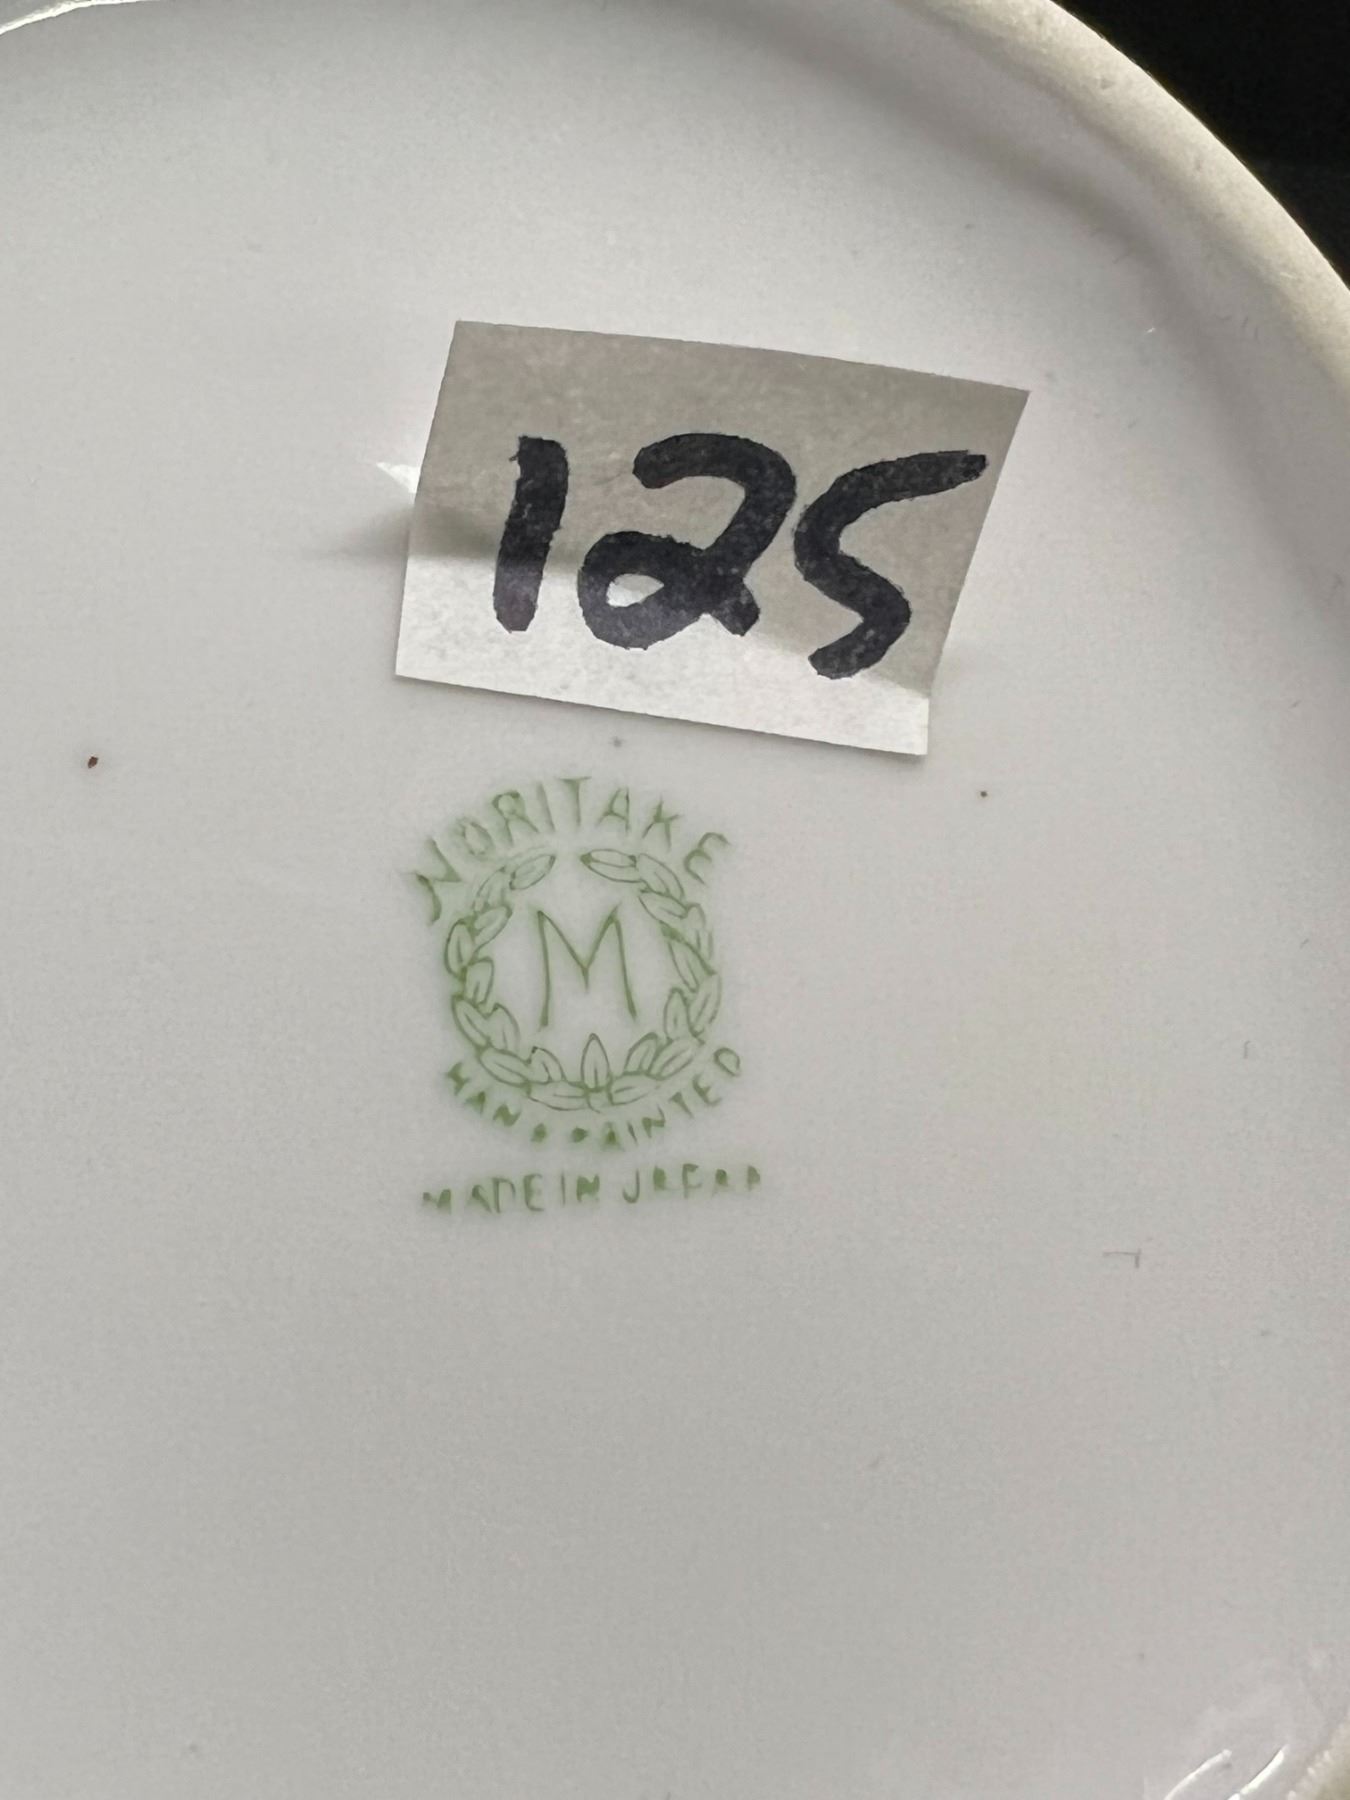 125
NORITAKE
M
HAND PAINTED
MADE IN JAPAN